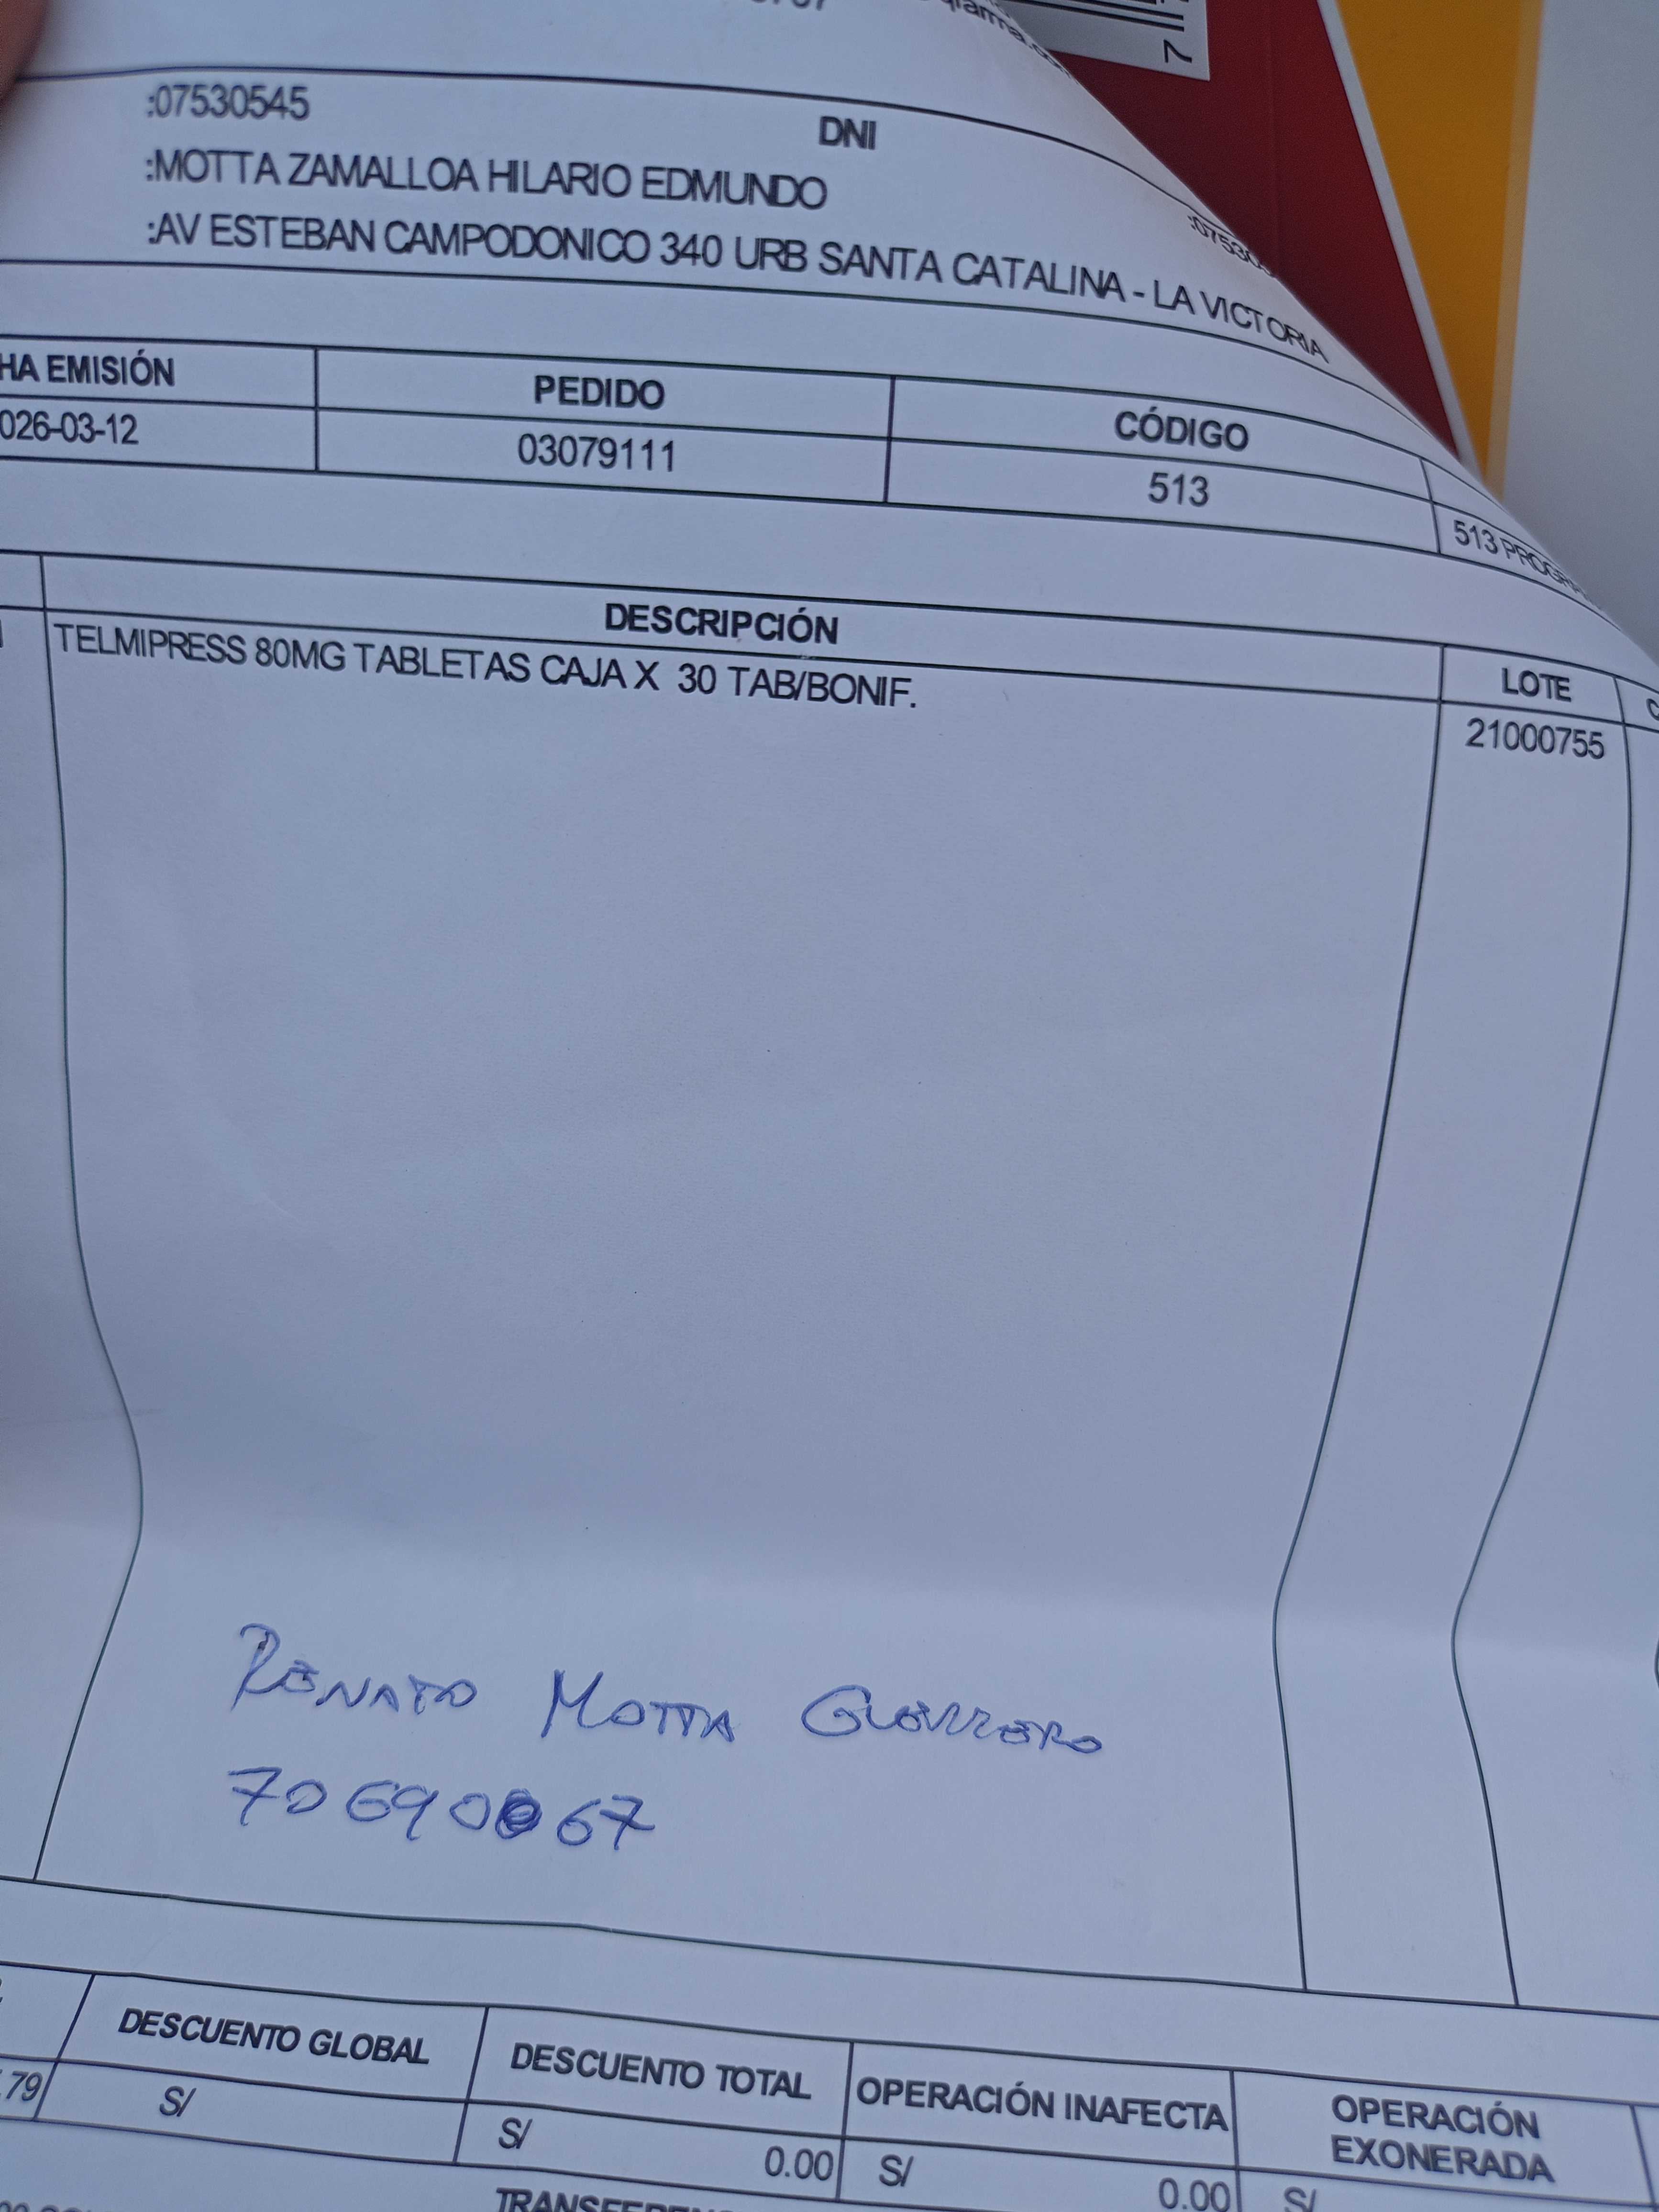 :07530545
DNI
:MOTTA ZAMALLOA HILARIO EDMUNDO
:AV ESTEBAN CAMPODONICO 340 URB SANTA CATALINA - LA VICTORIA
HA EMISIÓN PEDIDO CÓDIGO
026-03-12 03079111 513
513 PROGR
DESCRIPCIÓN LOTE
TELMIPRESS 80MG TABLETAS CAJA X 30 TAB/BONIF. 21000755
RENATO MOTTA GUERRERO
DESCUENTO GLOBAL DESCUENTO TOTAL OPERACIÓN INAFECTA OPERACIÓN EXONERADA
.79 S/ S/ 0.00 S/ 0.00 S/